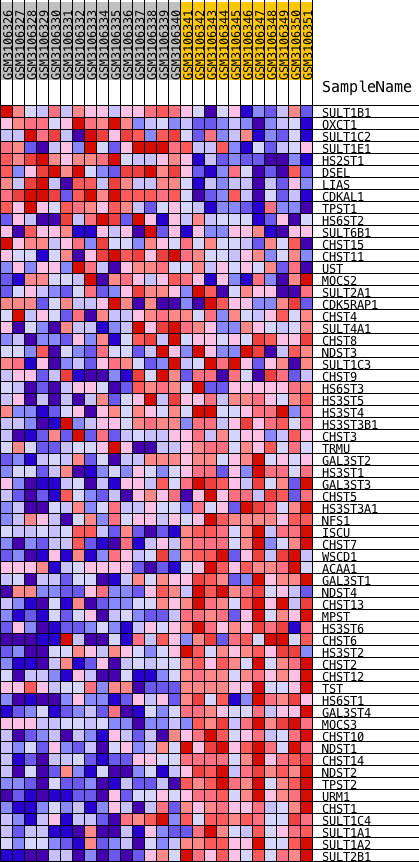 GSM3106326
GSM3106327
GSM3106328
GSM3106329
GSM3106330
GSM3106331
GSM3106332
GSM3106333
GSM3106334
GSM3106335
GSM3106336
GSM3106337
GSM3106338
GSM3106339
GSM3106340
GSM3106341
GSM3106342
GSM3106343
GSM3106344
GSM3106345
GSM3106346
GSM3106347
GSM3106348
GSM3106349
GSM3106350
GSM3106351
SampleName
SULT1B1
OXCT1
SULT1C2
SULT1E1
HS2ST1
DSEL
LIAS
CDKAL1
TPST1
HS6ST2
SULT6B1
CHST15
CHST11
UST
MOCS2
SULT2A1
CDK5RAP1
CHST4
SULT4A1
CHST8
NDST3
SULT1C3
CHST9
HS6ST3
HS3ST5
HS3ST4
HS3ST3B1
CHST3
TRMU
GAL3ST2
HS3ST1
GAL3ST3
CHST5
HS3ST3A1
NFS1
ISCU
CHST7
WSCD1
ACAA1
GAL3ST1
NDST4
CHST13
MPST
HS3ST6
CHST6
HS3ST2
CHST2
CHST12
TST
HS6ST1
GAL3ST4
MOCS3
CHST10
NDST1
CHST14
NDST2
TPST2
URM1
CHST1
SULT1C4
SULT1A1
SULT1A2
SULT2B1